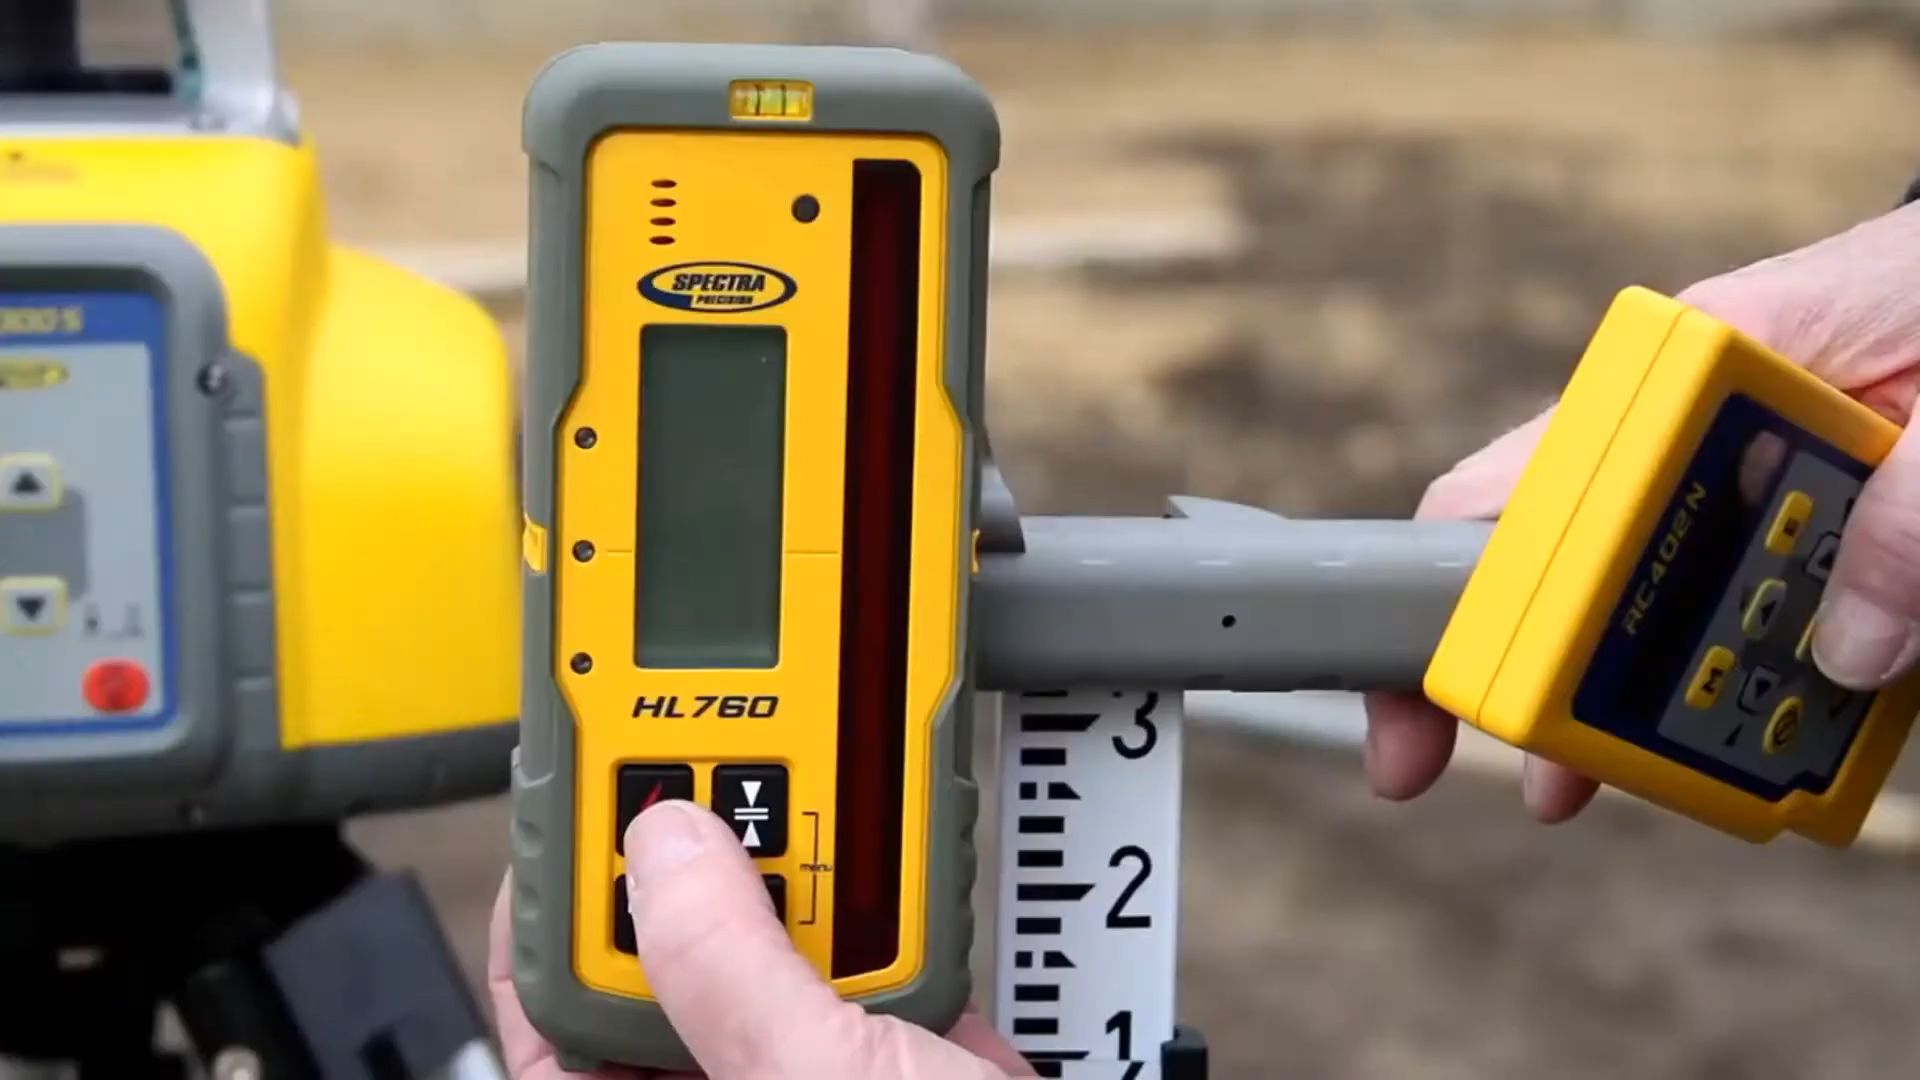 SPECTRA
PRECISION
HL760
menu
RC402N
M
3
2
1